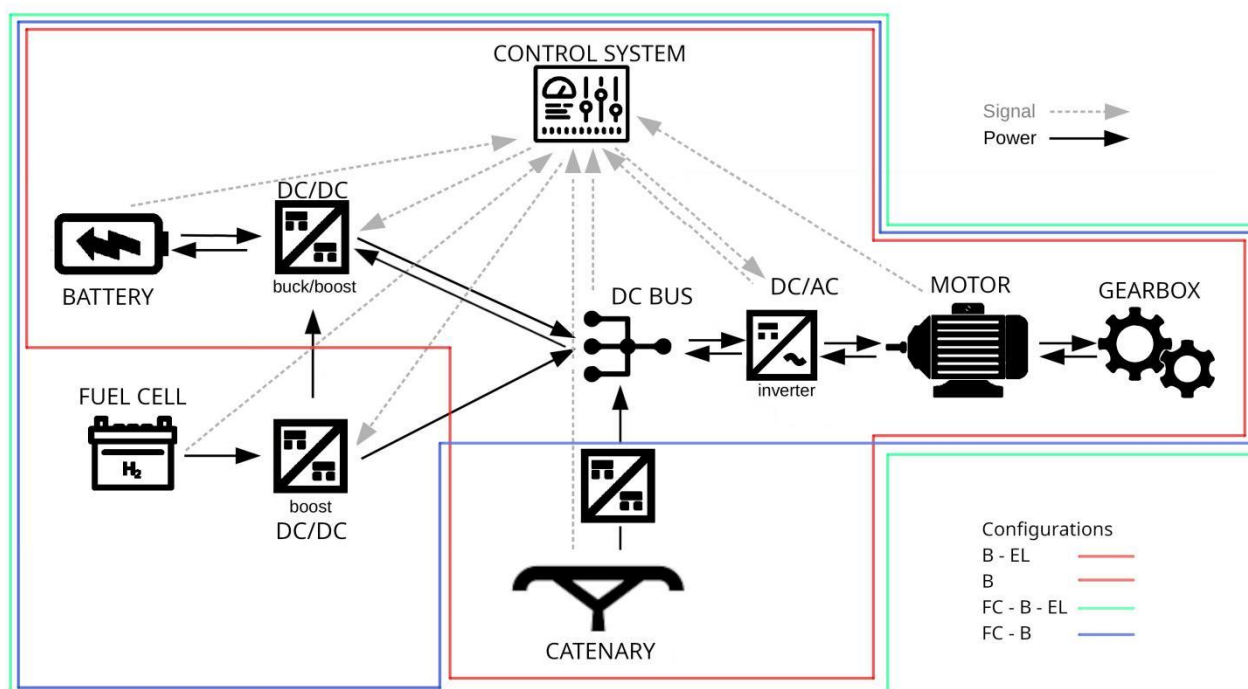 CONTROL SYSTEM
Signal
Power
DC/DC
buck/boost
BATTERY
DC BUS
DC/AC
inverter
MOTOR
GEARBOX
FUEL CELL
H2
boost
DC/DC
CATENARY
Configurations
B - EL
B
FC - B - EL
FC - B